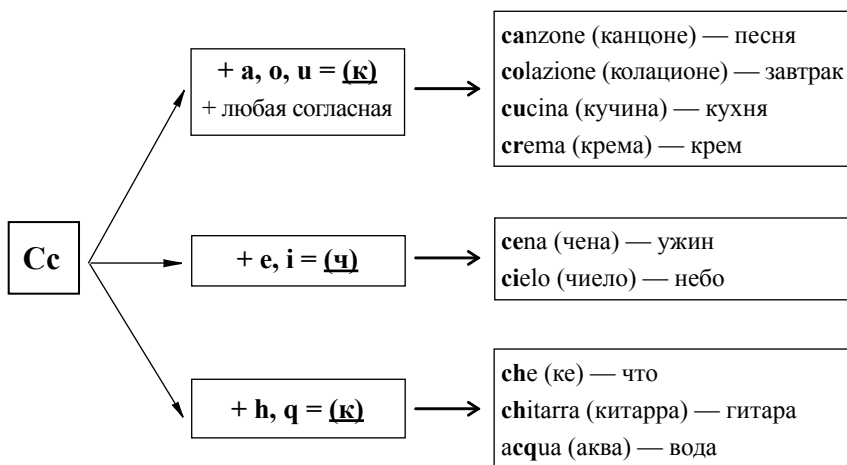 Cc
+ a, o, u = (к)
+ любая согласная
canzone (канцоне) — песня
colazione (колационе) — завтрак
cucina (кучина) — кухня
crema (крема) — крем
+ e, i = (ч)
cena (чена) — ужин
cielo (чиело) — небо
+ h, q = (к)
che (ке) — что
chitarra (китарра) — гитара
acqua (аква) — вода